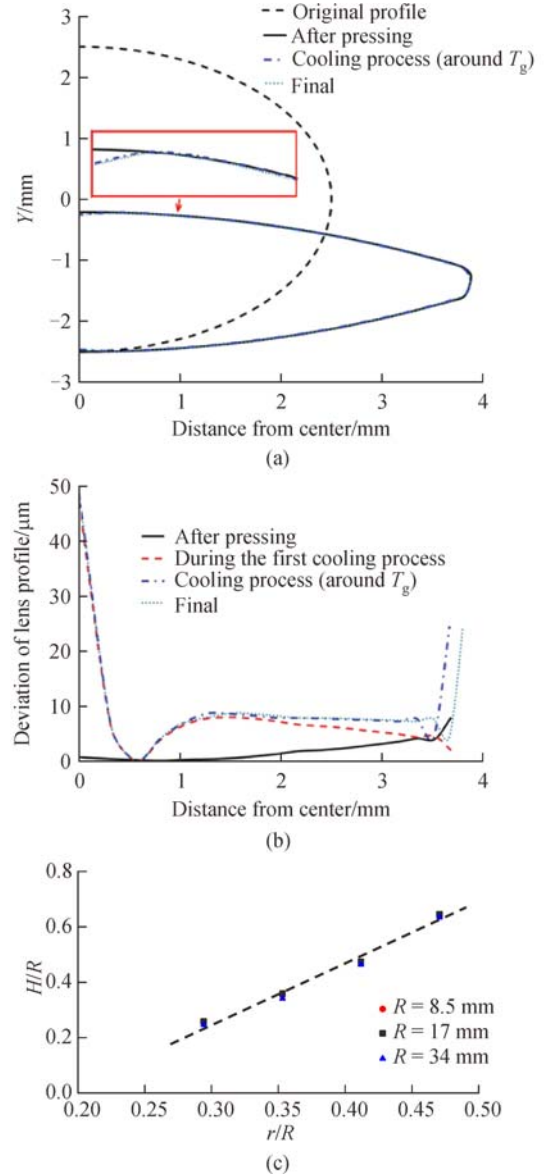 Original profile
After pressing
Cooling process (around Tg)
Final
3
2
1
0
−1
−2
−3
Y/mm
0 1 2 3 4
Distance from center/mm
(a)
50
40
30
20
10
0
Deviation of lens profile/μm
After pressing
During the first cooling process
Cooling process (around Tg)
Final
0 1 2 3 4
Distance from center/mm
(b)
0.8
0.6
0.4
0.2
0.0
H/R
R = 8.5 mm
R = 17 mm
R = 34 mm
0.20 0.25 0.30 0.35 0.40 0.45 0.50
r/R
(c)